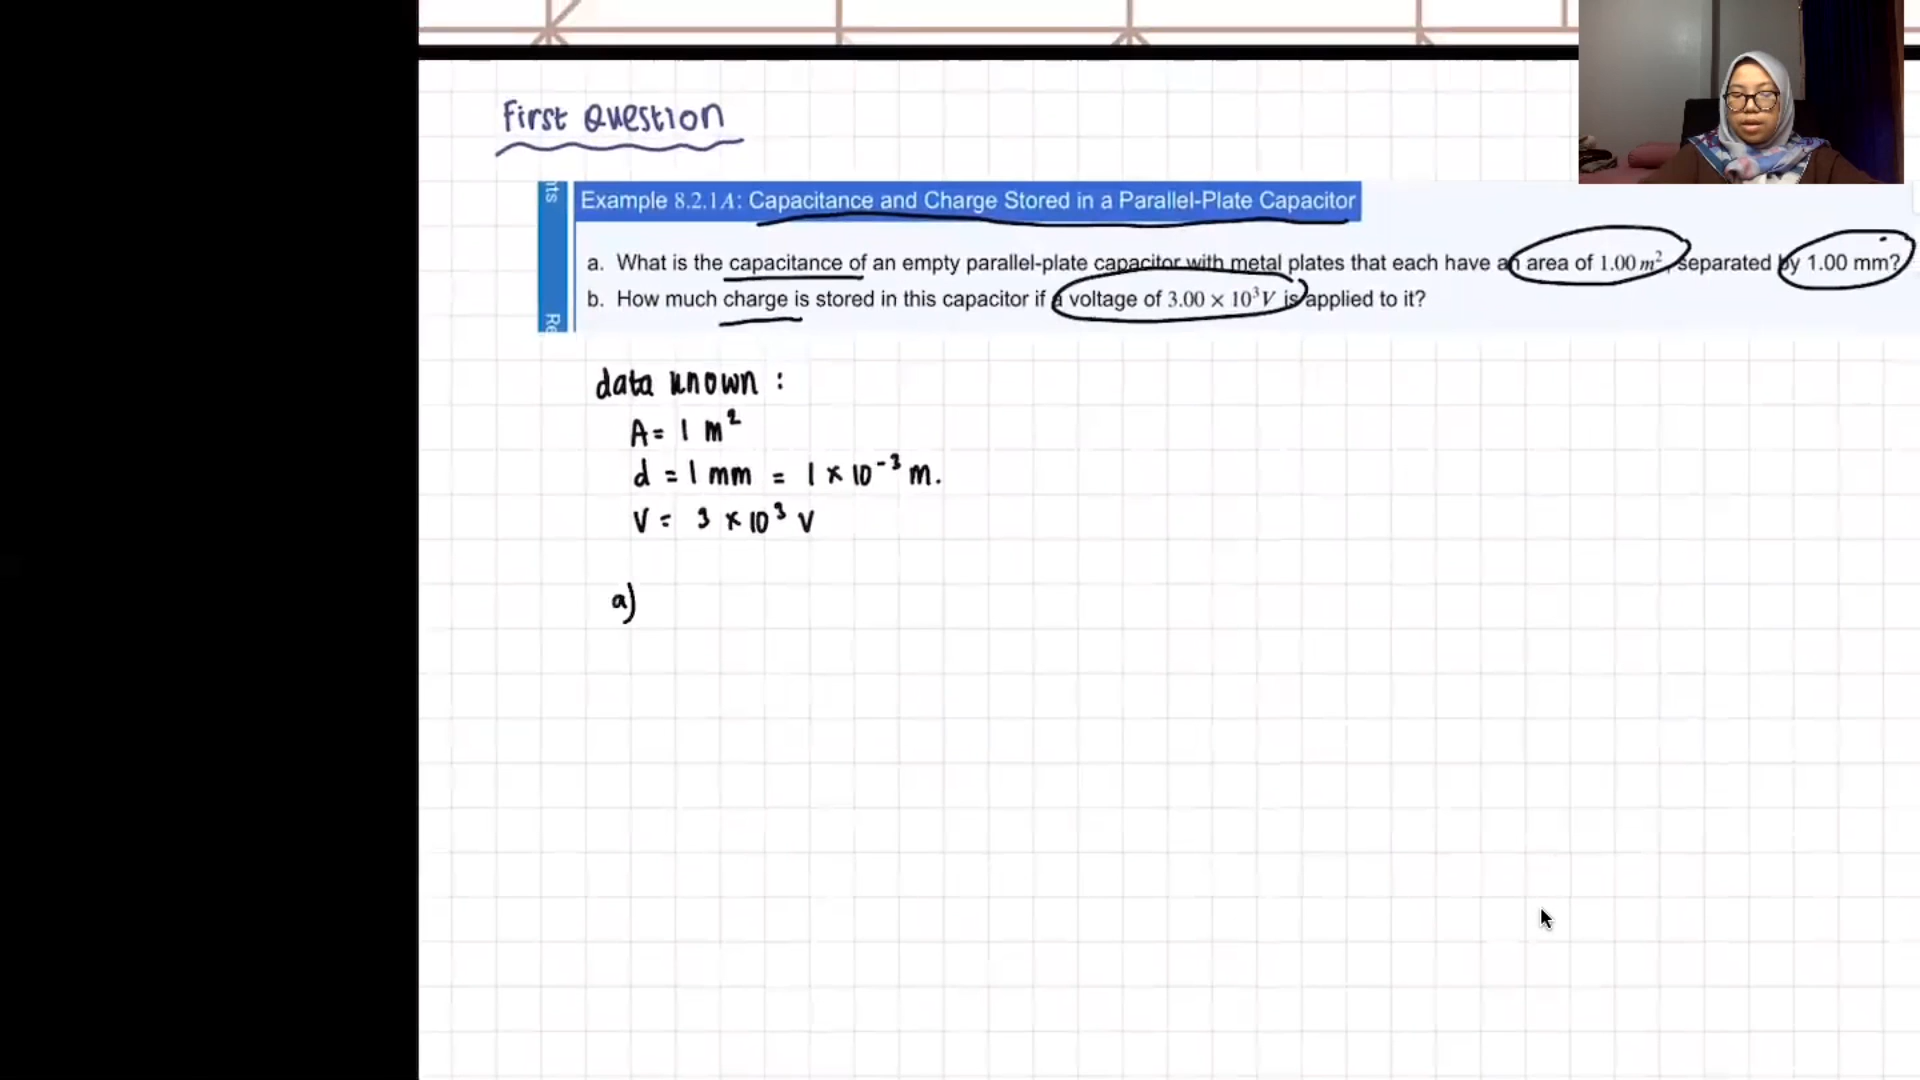 First Question
nts
Example 8.2.1A: Capacitance and Charge Stored in a Parallel-Plate Capacitor
a. What is the capacitance of an empty parallel-plate capacitor with metal plates that each have an area of 1.00 m², separated by 1.00 mm?
b. How much charge is stored in this capacitor if a voltage of 3.00 × 10³V is applied to it?
Re
data known :
A = 1 m²
d = 1 mm = 1 × 10⁻³ m.
V = 3 × 10³ V
a)